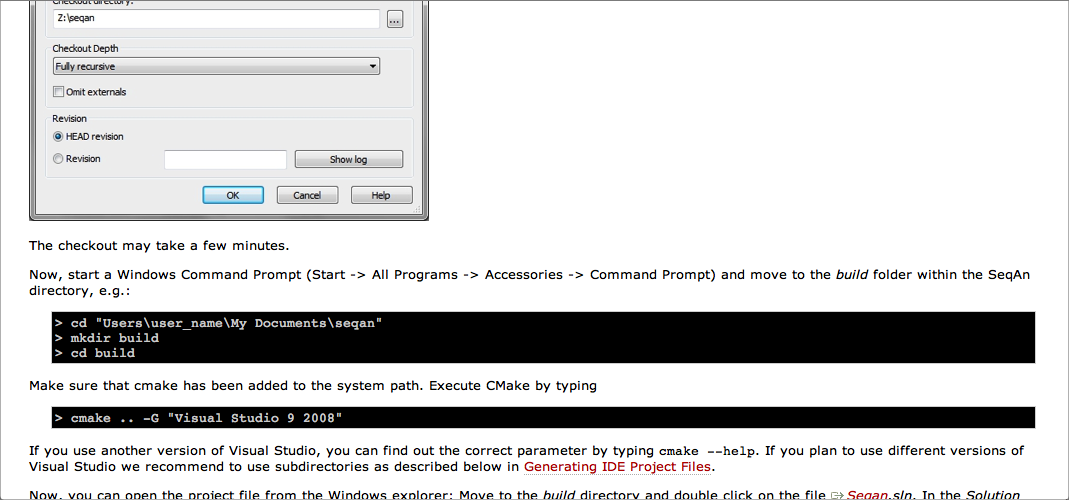 Checkout directory:
Z:\seqan
...
Checkout Depth
Fully recursive
Omit externals
Revision
HEAD revision
Revision
Show log
OK Cancel Help
The checkout may take a few minutes.
Now, start a Windows Command Prompt (Start -> All Programs -> Accessories -> Command Prompt) and move to the build folder within the SeqAn
directory, e.g.:
> cd "Users\user_name\My Documents\seqan"
> mkdir build
> cd build
Make sure that cmake has been added to the system path. Execute CMake by typing
> cmake .. -G "Visual Studio 9 2008"
If you use another version of Visual Studio, you can find out the correct parameter by typing cmake --help. If you plan to use different versions of
Visual Studio we recommend to use subdirectories as described below in Generating IDE Project Files.
Now, you can open the project file from the Windows explorer: Move to the build directory and double click on the file Seqan.sln. In the Solution